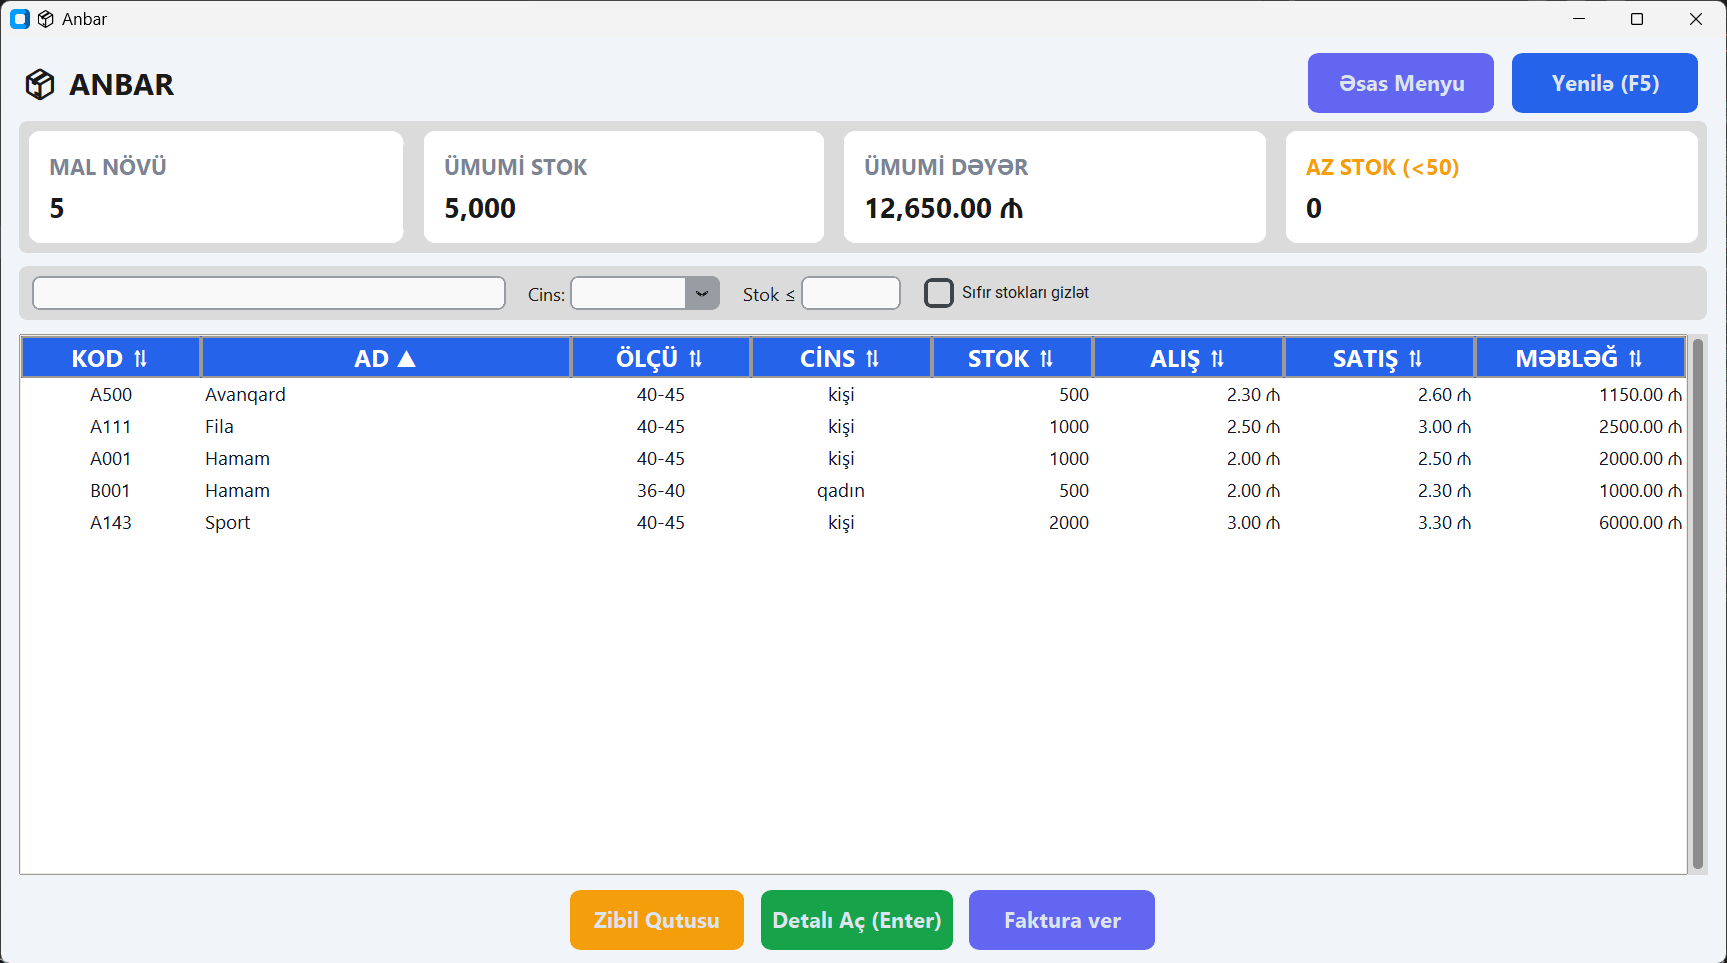 Anbar
ANBAR
Əsas Menyu
Yenilə (F5)
MAL NÖVÜ
5
ÜMUMİ STOK
5,000
ÜMUMİ DƏYƏR
12,650.00 ₼
AZ STOK (<50)
0
Cins:
Stok ≤
Sıfır stokları gizlət
KOD ⇅ AD ▲ ÖLÇÜ ⇅ CİNS ⇅ STOK ⇅ ALIŞ ⇅ SATIŞ ⇅ MƏBLƏĞ ⇅
A500 Avanqard 40-45 kişi 500 2.30 ₼ 2.60 ₼ 1150.00 ₼
A111 Fila 40-45 kişi 1000 2.50 ₼ 3.00 ₼ 2500.00 ₼
A001 Hamam 40-45 kişi 1000 2.00 ₼ 2.50 ₼ 2000.00 ₼
B001 Hamam 36-40 qadın 500 2.00 ₼ 2.30 ₼ 1000.00 ₼
A143 Sport 40-45 kişi 2000 3.00 ₼ 3.30 ₼ 6000.00 ₼
Zibil Qutusu
Detalı Aç (Enter)
Faktura ver